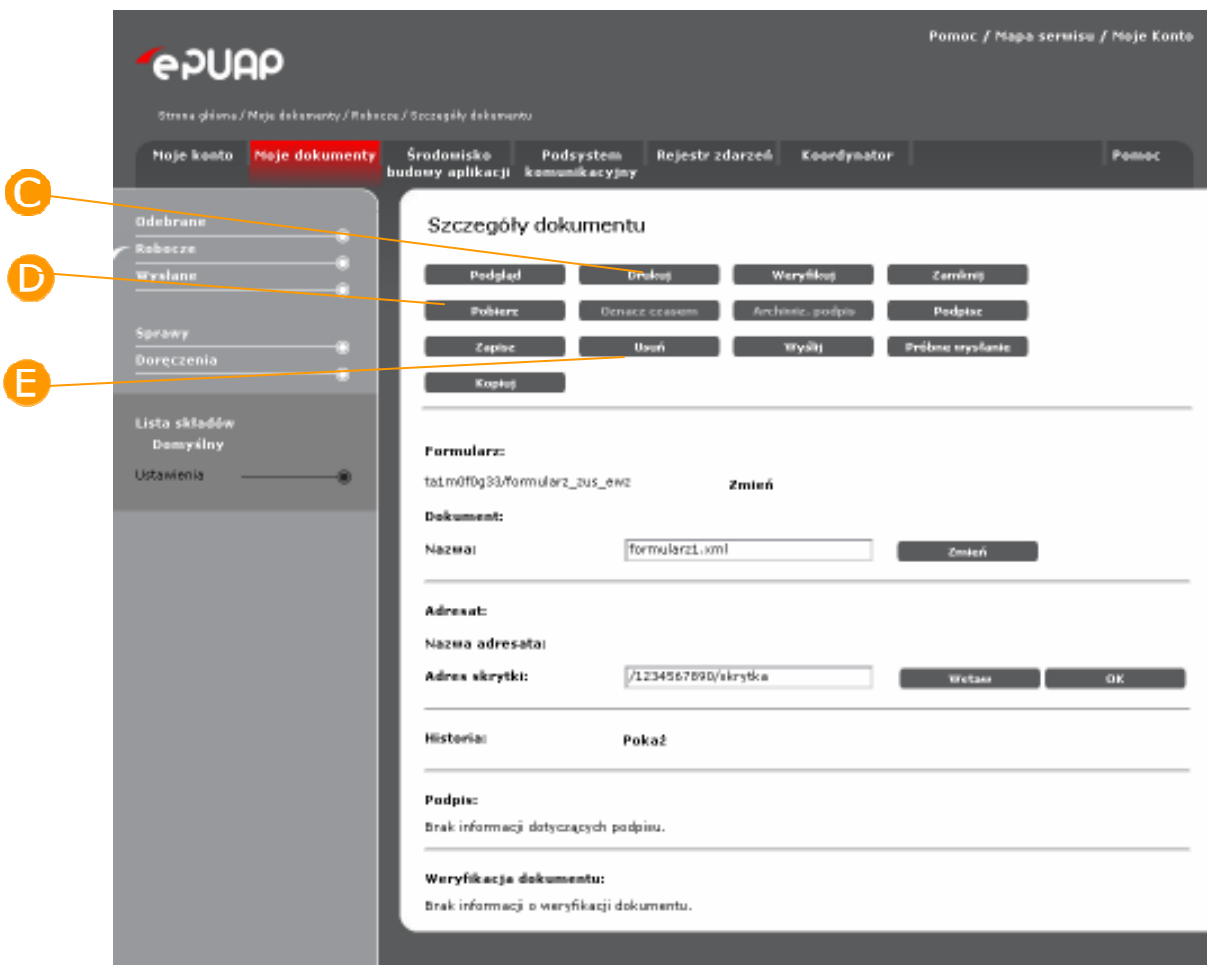 Pomoc / Mapa serwisu / Moje Konto
ePUAP
Strona główna / Moje dokumenty / Robocze / Szczegóły dokumentu
Moje konto Moje dokumenty Środowisko budowy aplikacji Podsystem komunikacyjny Rejestr zdarzeń Koordynator Pomoc
C
D
E
Odebrane
Robocze
Wysłane
Sprawy
Doręczenia
Lista składów
Domyślny
Ustawienia
Szczegóły dokumentu
Podgląd Drukuj Weryfikuj Zamknij
Pobierz Oznacz czasem Archiwiz. podpis Podpisz
Zapisz Usuń Wyślij Próbne wysłanie
Kopiuj
Formularz:
ta1m0f0g33/formularz_zus_ewz Zmień
Dokument:
Nazwa: formularz1.xml Zmień
Adresat:
Nazwa adresata:
Adres skrytki: /1234567890/skrytka Wstaw OK
Historia: Pokaż
Podpis:
Brak informacji dotyczących podpisu.
Weryfikacja dokumentu:
Brak informacji o weryfikacji dokumentu.